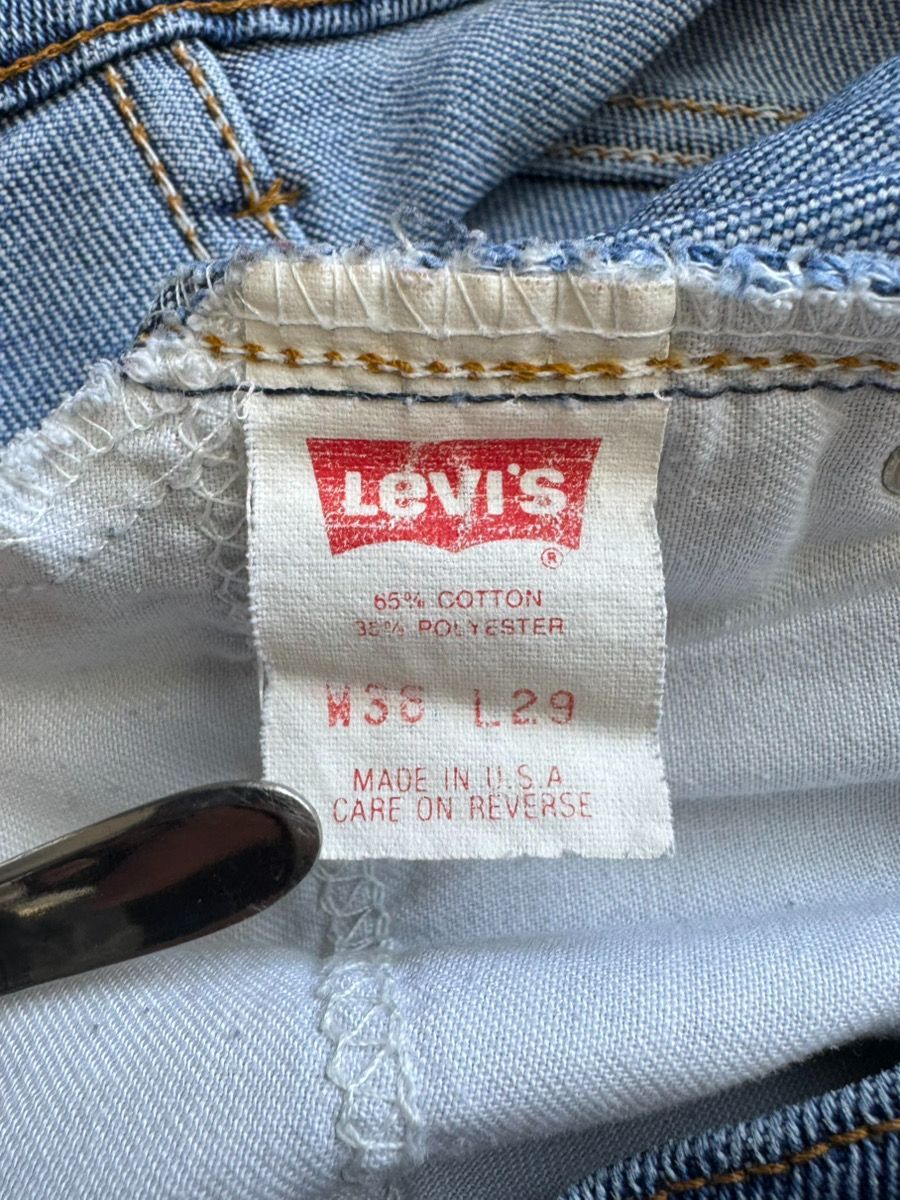 Levi's
®
65% COTTON
35% POLYESTER
W38 L29
MADE IN U.S.A
CARE ON REVERSE